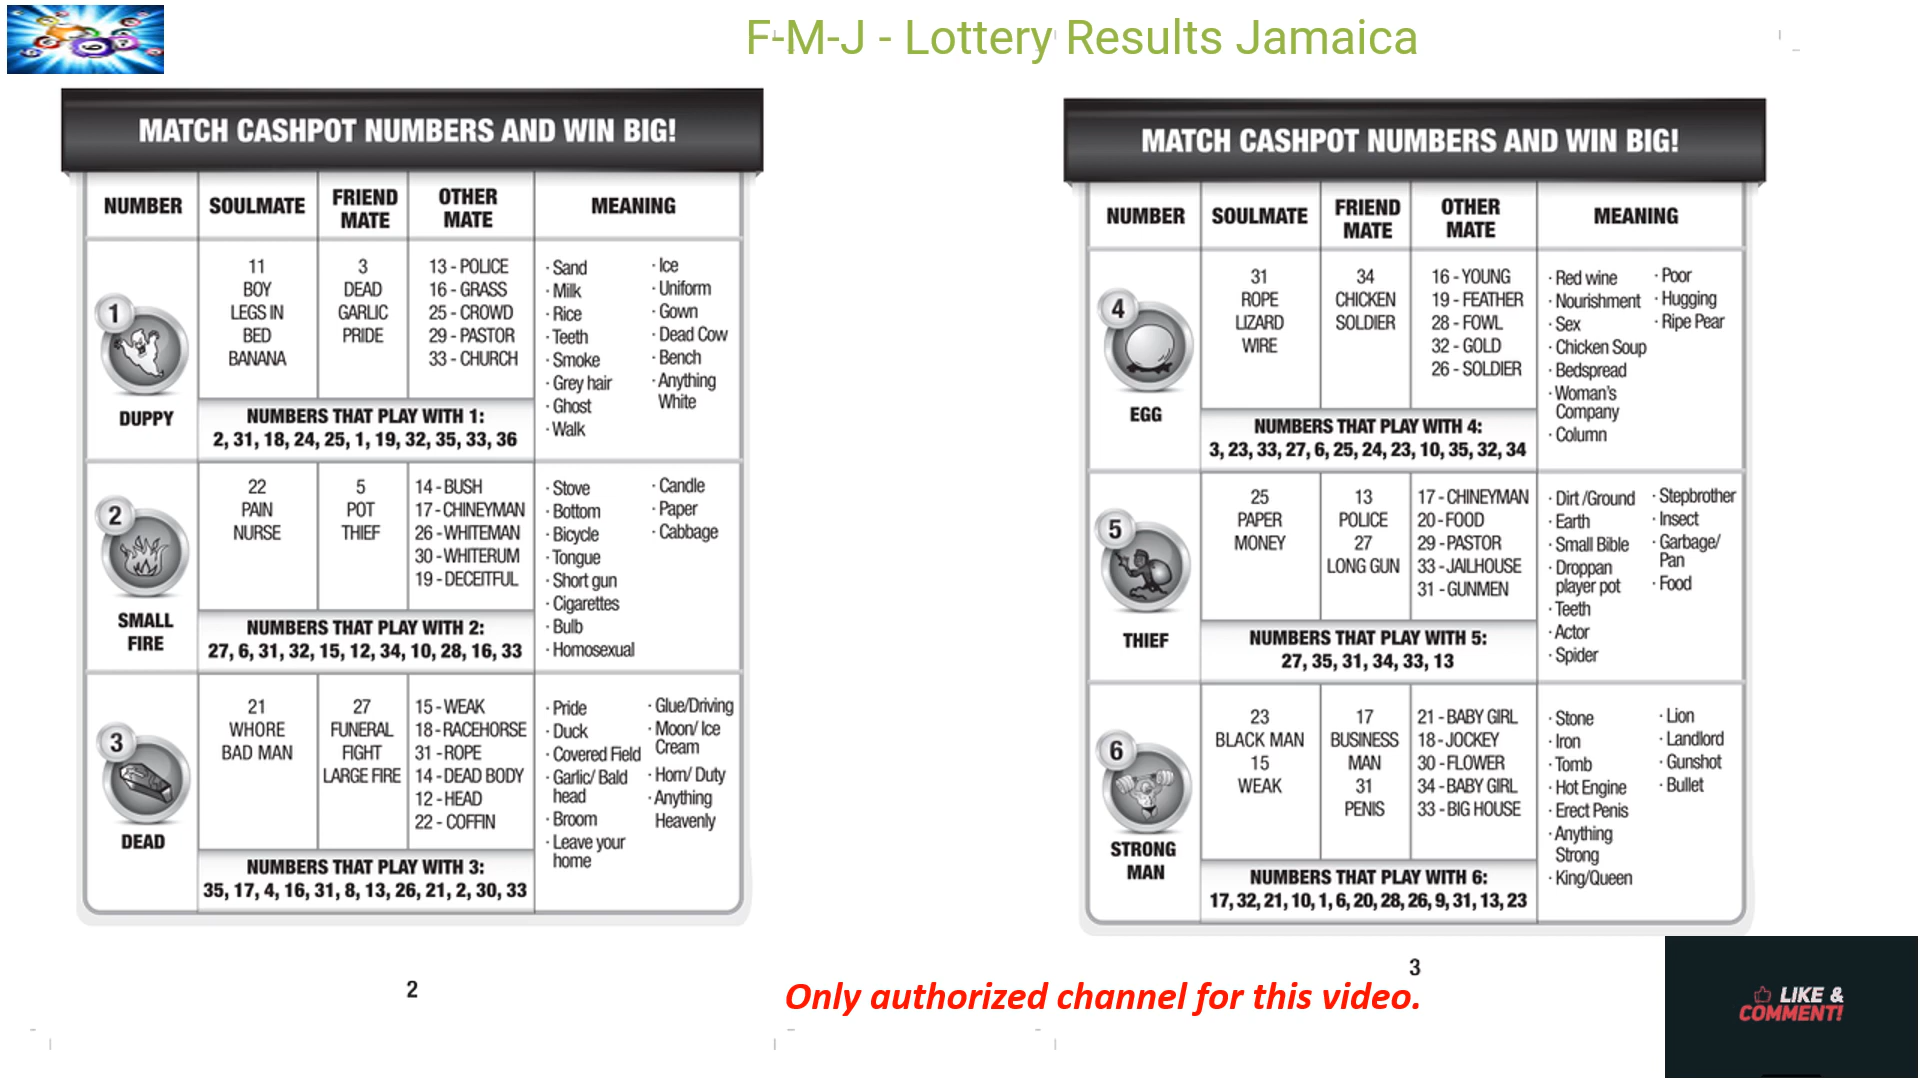 F-M-J - Lottery Results Jamaica
MATCH CASHPOT NUMBERS AND WIN BIG!
NUMBER
SOULMATE
FRIEND
MATE
OTHER
MATE
MEANING
1
DUPPY
11
BOY
LEGS IN
BED
BANANA
3
DEAD
GARLIC
PRIDE
13 - POLICE
16 - GRASS
25 - CROWD
29 - PASTOR
33 - CHURCH
NUMBERS THAT PLAY WITH 1:
2, 31, 18, 24, 25, 1, 19, 32, 35, 33, 36
· Sand
· Milk
· Rice
· Teeth
· Smoke
· Grey hair
· Ghost
· Walk
· Ice
· Uniform
· Gown
· Dead Cow
· Bench
· Anything
White
2
SMALL
FIRE
22
PAIN
NURSE
5
POT
THIEF
14 - BUSH
17 - CHINEYMAN
26 - WHITEMAN
30 - WHITERUM
19 - DECEITFUL
NUMBERS THAT PLAY WITH 2:
27, 6, 31, 32, 15, 12, 34, 10, 28, 16, 33
· Stove
· Bottom
· Bicycle
· Tongue
· Short gun
· Cigarettes
· Bulb
· Homosexual
· Candle
· Paper
· Cabbage
3
DEAD
21
WHORE
BAD MAN
27
FUNERAL
FIGHT
LARGE FIRE
15 - WEAK
18 - RACEHORSE
31 - ROPE
14 - DEAD BODY
12 - HEAD
22 - COFFIN
NUMBERS THAT PLAY WITH 3:
35, 17, 4, 16, 31, 8, 13, 26, 21, 2, 30, 33
· Pride
· Duck
· Covered Field
· Garlic/ Bald
head
· Broom
· Leave your
home
· Glue/Driving
· Moon/ Ice
Cream
· Horn/ Duty
· Anything
Heavenly
2
MATCH CASHPOT NUMBERS AND WIN BIG!
NUMBER
SOULMATE
FRIEND
MATE
OTHER
MATE
MEANING
4
EGG
31
ROPE
LIZARD
WIRE
34
CHICKEN
SOLDIER
16 - YOUNG
19 - FEATHER
28 - FOWL
32 - GOLD
26 - SOLDIER
NUMBERS THAT PLAY WITH 4:
3, 23, 33, 27, 6, 25, 24, 23, 10, 35, 32, 34
· Red wine
· Nourishment
· Sex
· Chicken Soup
· Bedspread
· Woman's
Company
· Column
· Poor
· Hugging
· Ripe Pear
5
THIEF
25
PAPER
MONEY
13
POLICE
27
LONG GUN
17 - CHINEYMAN
20 - FOOD
29 - PASTOR
33 - JAILHOUSE
31 - GUNMEN
NUMBERS THAT PLAY WITH 5:
27, 35, 31, 34, 33, 13
· Dirt /Ground
· Earth
· Small Bible
· Droppan
player pot
· Teeth
· Actor
· Spider
· Stepbrother
· Insect
· Garbage/
Pan
· Food
6
STRONG
MAN
23
BLACK MAN
15
WEAK
17
BUSINESS
MAN
31
PENIS
21 - BABY GIRL
18 - JOCKEY
30 - FLOWER
34 - BABY GIRL
33 - BIG HOUSE
NUMBERS THAT PLAY WITH 6:
17, 32, 21, 10, 1, 6, 20, 28, 26, 9, 31, 13, 23
· Stone
· Iron
· Tomb
· Hot Engine
· Erect Penis
· Anything
Strong
· King/Queen
· Lion
· Landlord
· Gunshot
· Bullet
3
Only authorized channel for this video.
LIKE &
COMMENT!